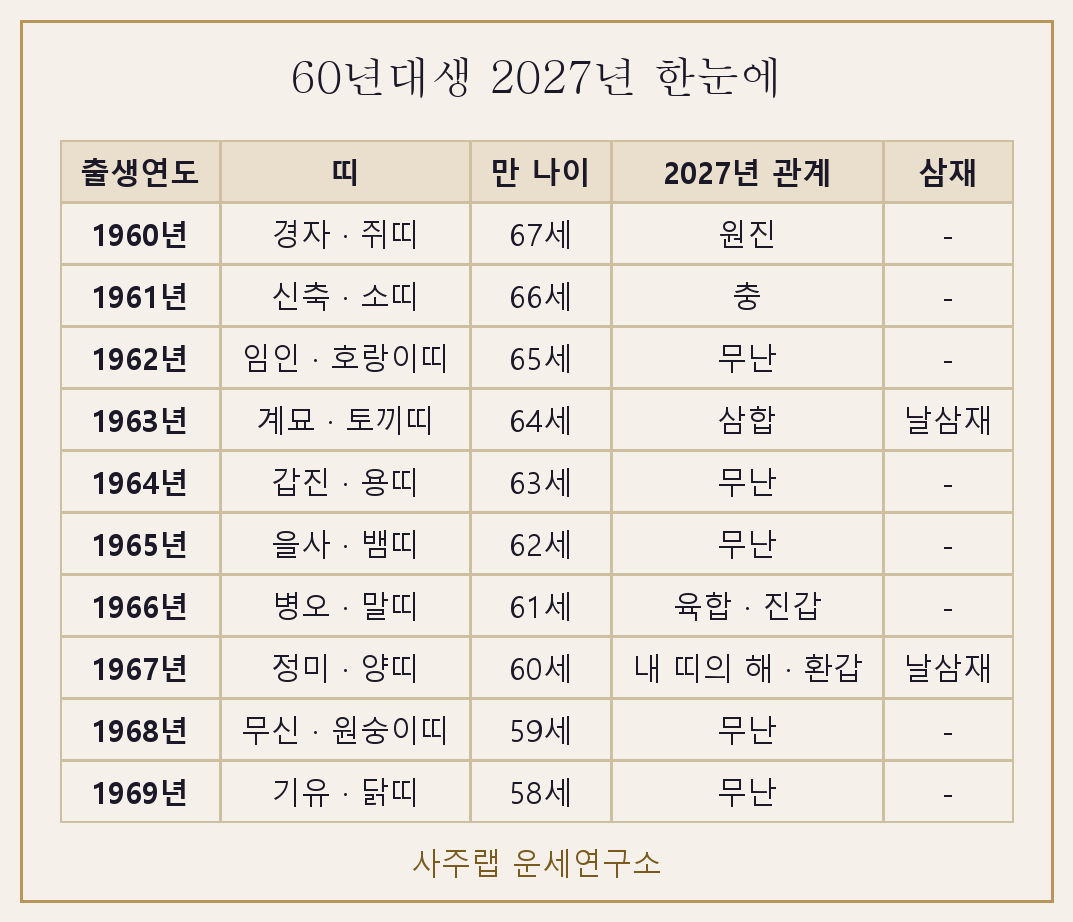 60년대생 2027년 한눈에
출생연도 띠 만 나이 2027년 관계 삼재
1960년 경자 · 쥐띠 67세 원진 -
1961년 신축 · 소띠 66세 충 -
1962년 임인 · 호랑이띠 65세 무난 -
1963년 계묘 · 토끼띠 64세 삼합 날삼재
1964년 갑진 · 용띠 63세 무난 -
1965년 을사 · 뱀띠 62세 무난 -
1966년 병오 · 말띠 61세 육합 · 진갑 -
1967년 정미 · 양띠 60세 내 띠의 해 · 환갑 날삼재
1968년 무신 · 원숭이띠 59세 무난 -
1969년 기유 · 닭띠 58세 무난 -
사주랩 운세연구소